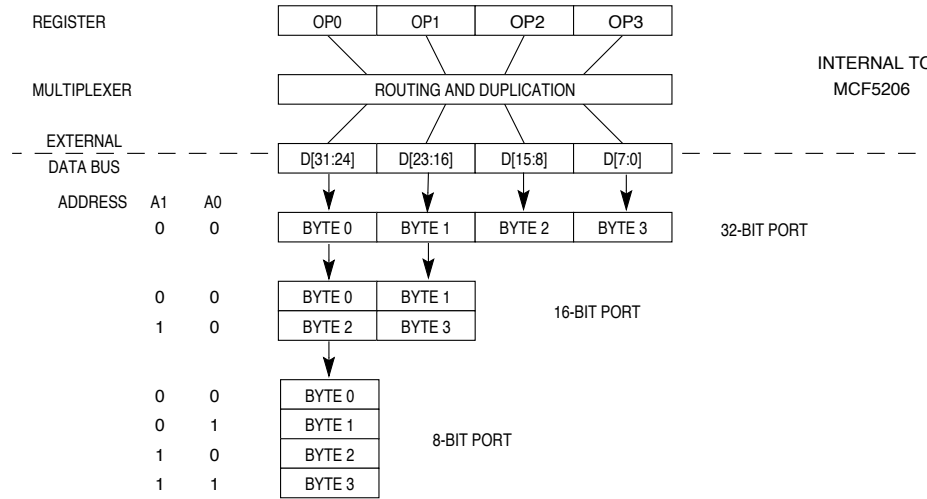 REGISTER OP0 OP1 OP2 OP3
INTERNAL TO
MULTIPLEXER ROUTING AND DUPLICATION MCF5206
EXTERNAL
DATA BUS D[31:24] D[23:16] D[15:8] D[7:0]
ADDRESS A1 A0
0 0 BYTE 0 BYTE 1 BYTE 2 BYTE 3 32-BIT PORT
0 0 BYTE 0 BYTE 1
16-BIT PORT
1 0 BYTE 2 BYTE 3
0 0 BYTE 0
0 1 BYTE 1
8-BIT PORT
1 0 BYTE 2
1 1 BYTE 3